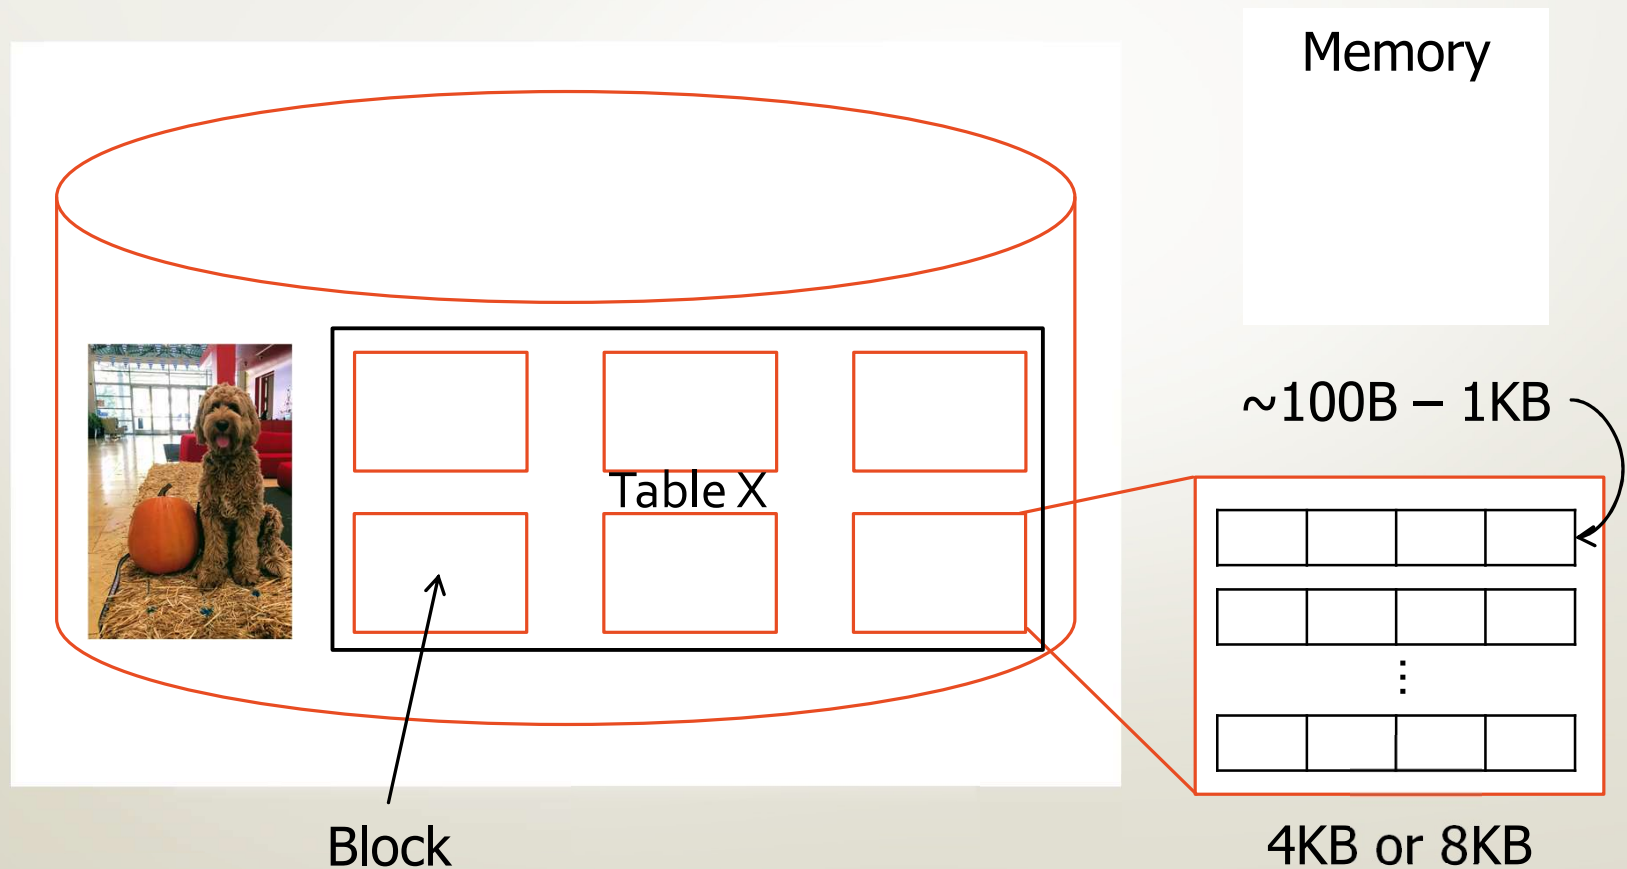 Memory
~100B – 1KB
Table X
⋮
Block
4KB or 8KB